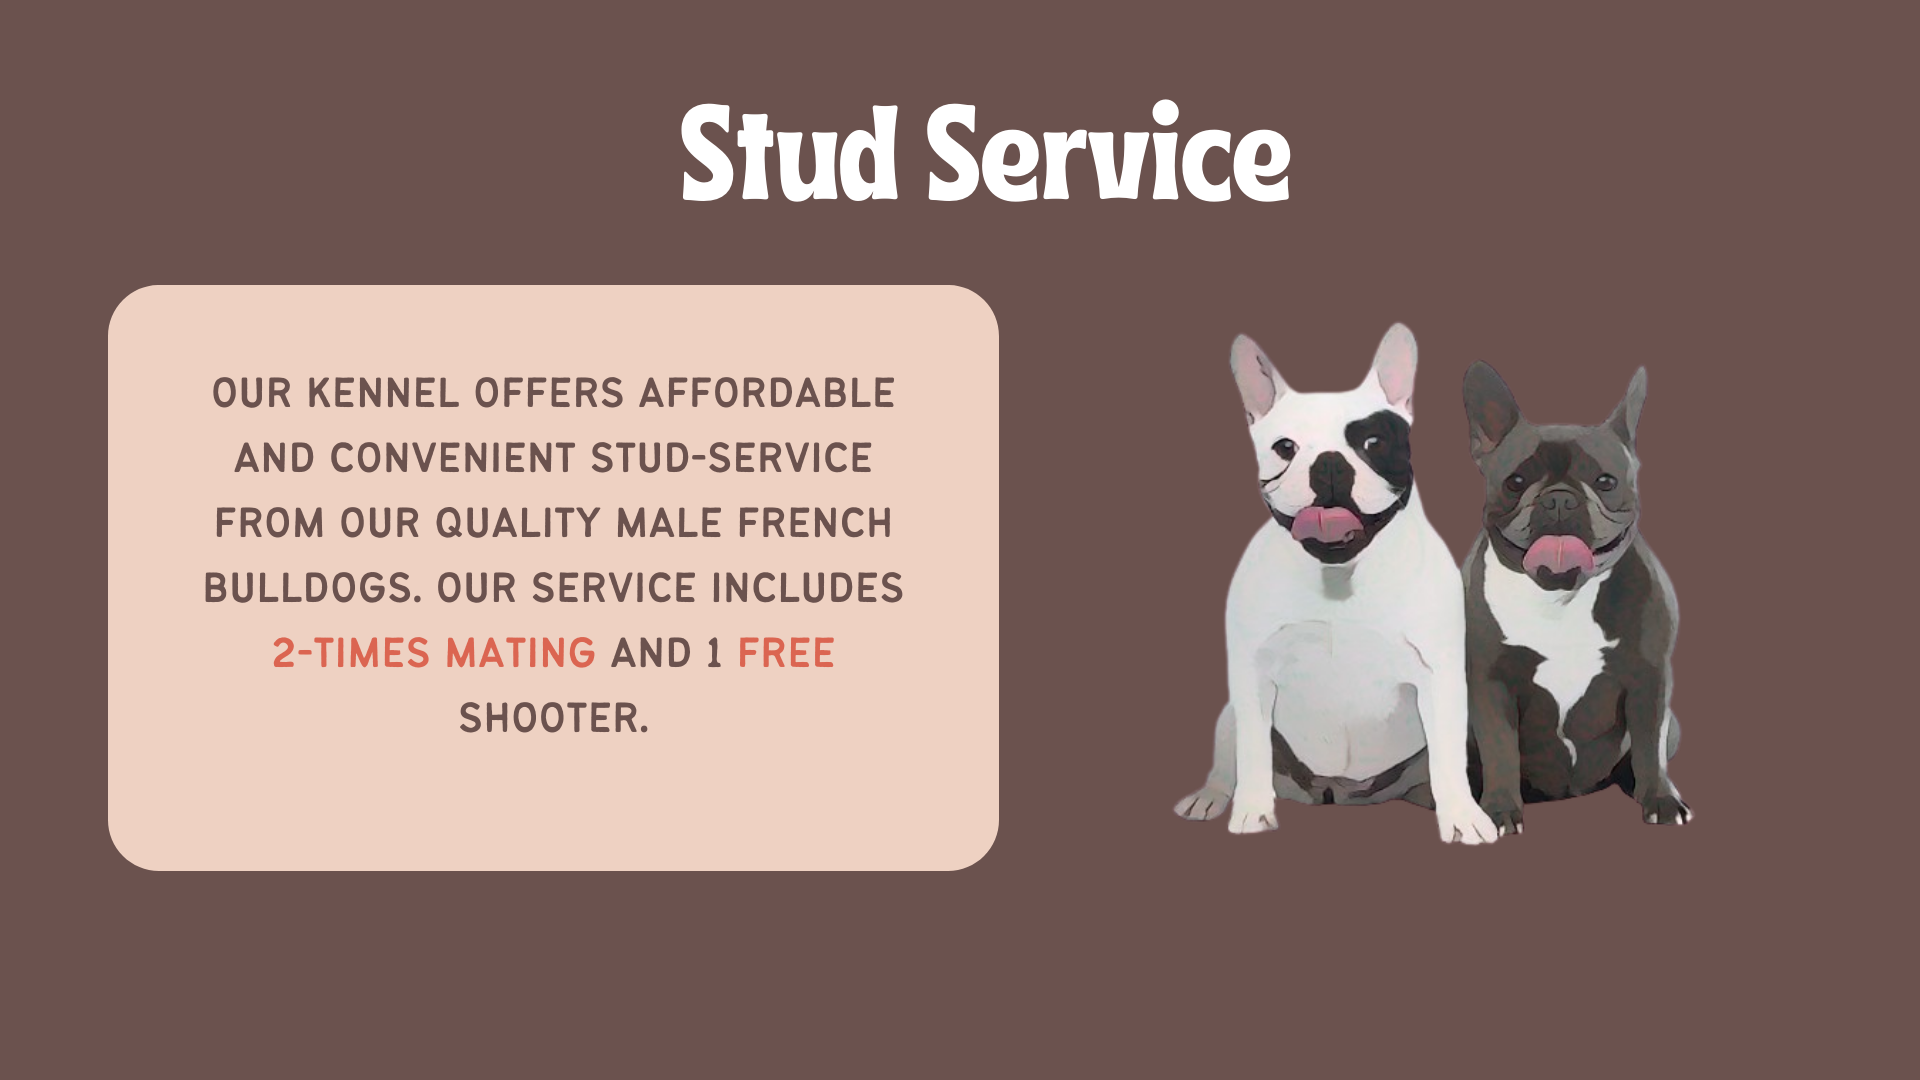 Stud Service
OUR KENNEL OFFERS AFFORDABLE
AND CONVENIENT STUD-SERVICE
FROM OUR QUALITY MALE FRENCH
BULLDOGS. OUR SERVICE INCLUDES
2-TIMES MATING AND 1 FREE
SHOOTER.